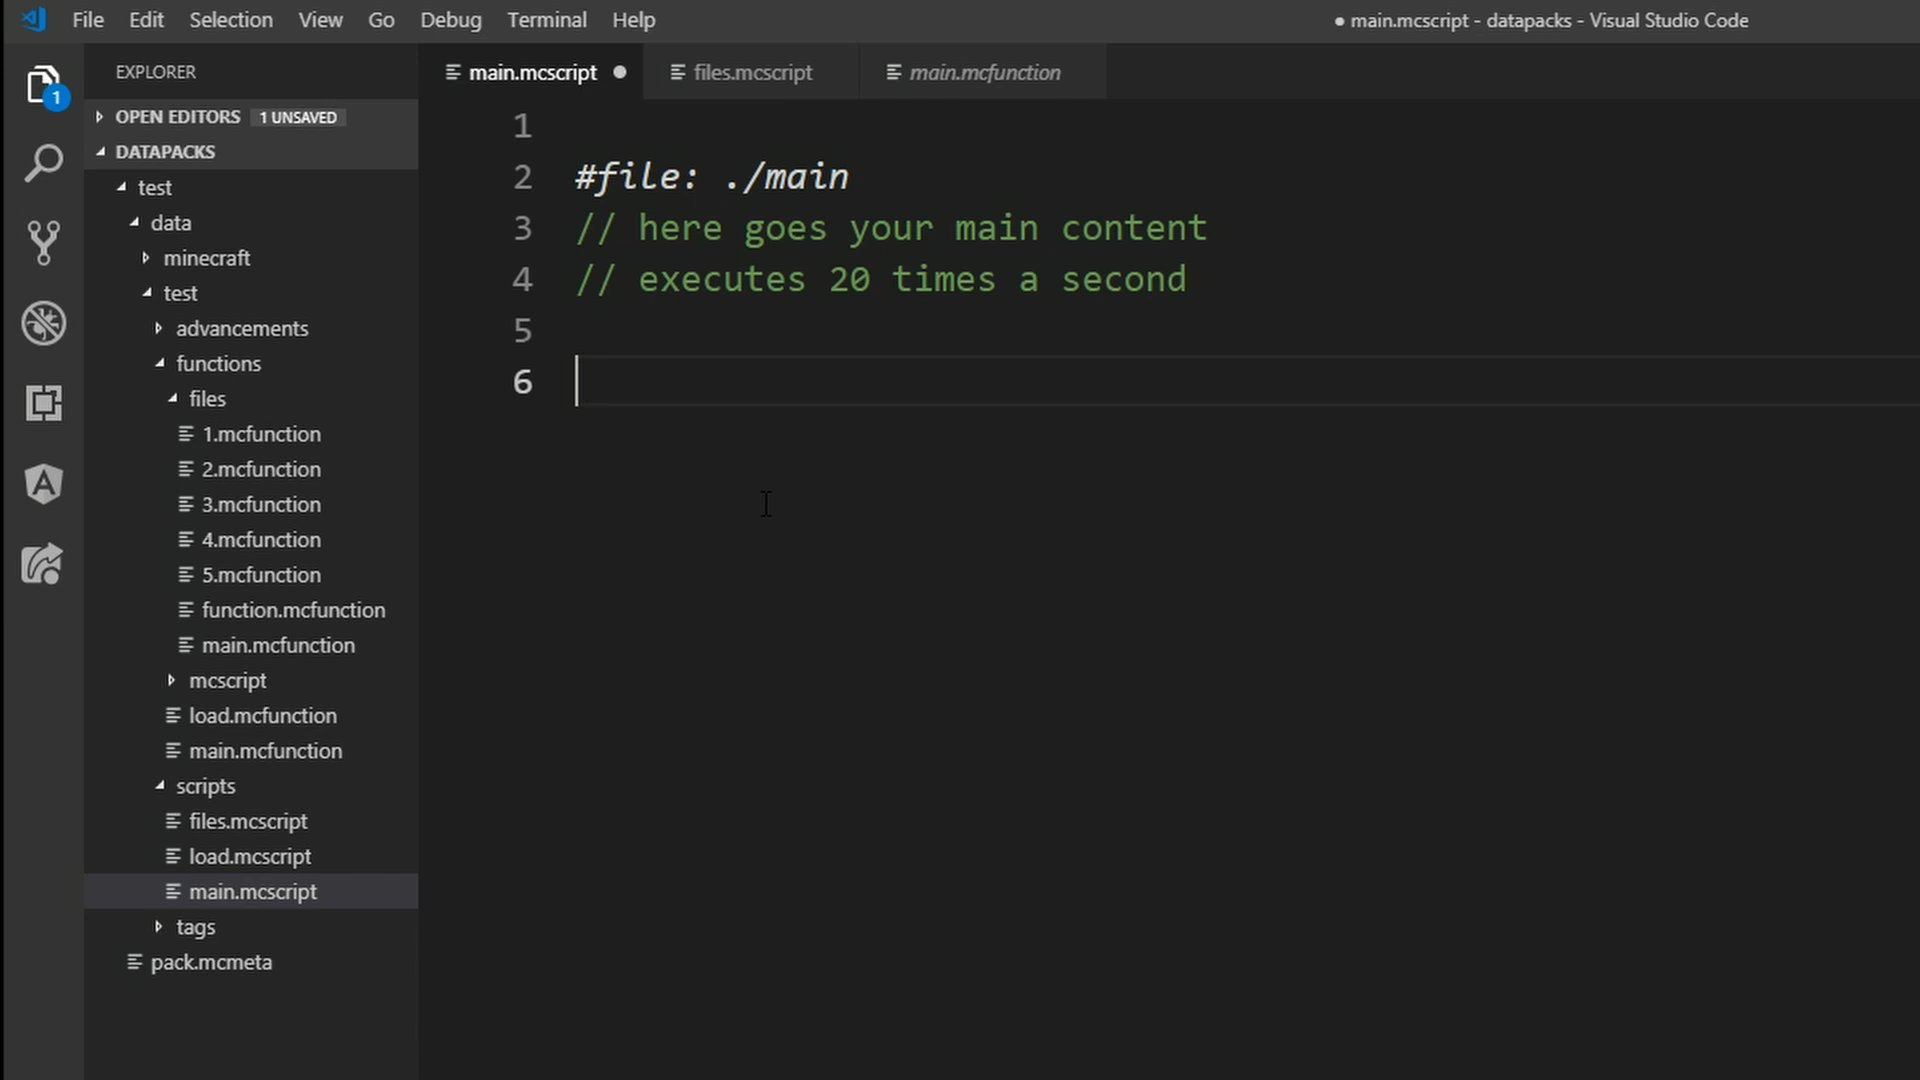 File Edit Selection View Go Debug Terminal Help ● main.mcscript - datapacks - Visual Studio Code
EXPLORER
main.mcscript files.mcscript main.mcfunction
1
OPEN EDITORS 1 UNSAVED
DATAPACKS
test
data
minecraft
test
advancements
functions
files
1.mcfunction
2.mcfunction
3.mcfunction
4.mcfunction
5.mcfunction
function.mcfunction
main.mcfunction
mcscript
load.mcfunction
main.mcfunction
scripts
files.mcscript
load.mcscript
main.mcscript
tags
pack.mcmeta
1
2 #file: ./main
3 // here goes your main content
4 // executes 20 times a second
5
6